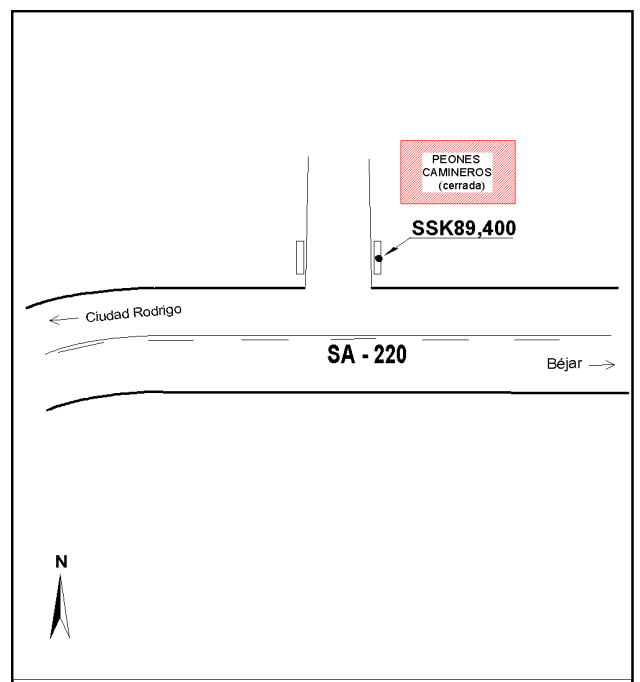 PEONES
CAMINEROS
(cerrada)
SSK89,400
Ciudad Rodrigo
SA - 220
Béjar
N